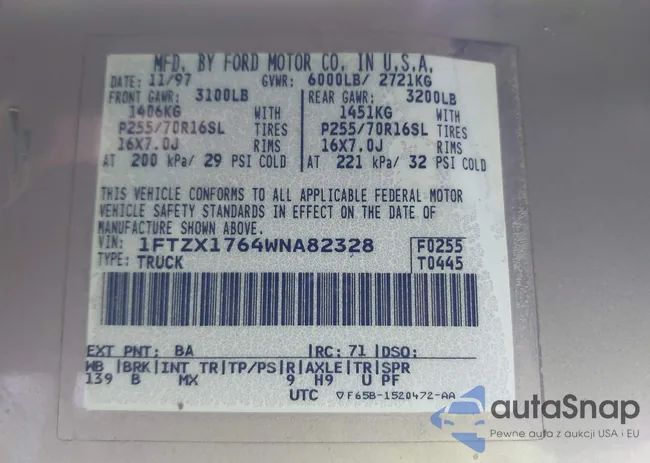 MFD. BY FORD MOTOR CO. IN U.S.A.
DATE: 11/97 GVWR: 6000LB/ 2721KG
FRONT GAWR: 3100LB REAR GAWR: 3200LB
1406KG WITH 1451KG WITH
P255/70R16SL TIRES P255/70R16SL TIRES
16X7.0J RIMS 16X7.0J RIMS
AT 200 kPa/ 29 PSI COLD AT 221 kPa/ 32 PSI COLD
THIS VEHICLE CONFORMS TO ALL APPLICABLE FEDERAL MOTOR
VEHICLE SAFETY STANDARDS IN EFFECT ON THE DATE OF
MANUFACTURE SHOWN ABOVE.
VIN: 1FTZX1764WNA82328 F0255
TYPE: TRUCK T0445
EXT PNT: BA |RC: 71 |DSO:
WB |BRK|INT TR|TP/PS|R|AXLE|TR|SPR
139 B MX 9 H9 U PF
UTC ▽F65B-1520472-AA
autaSnap
Pewne auta z aukcji USA i EU